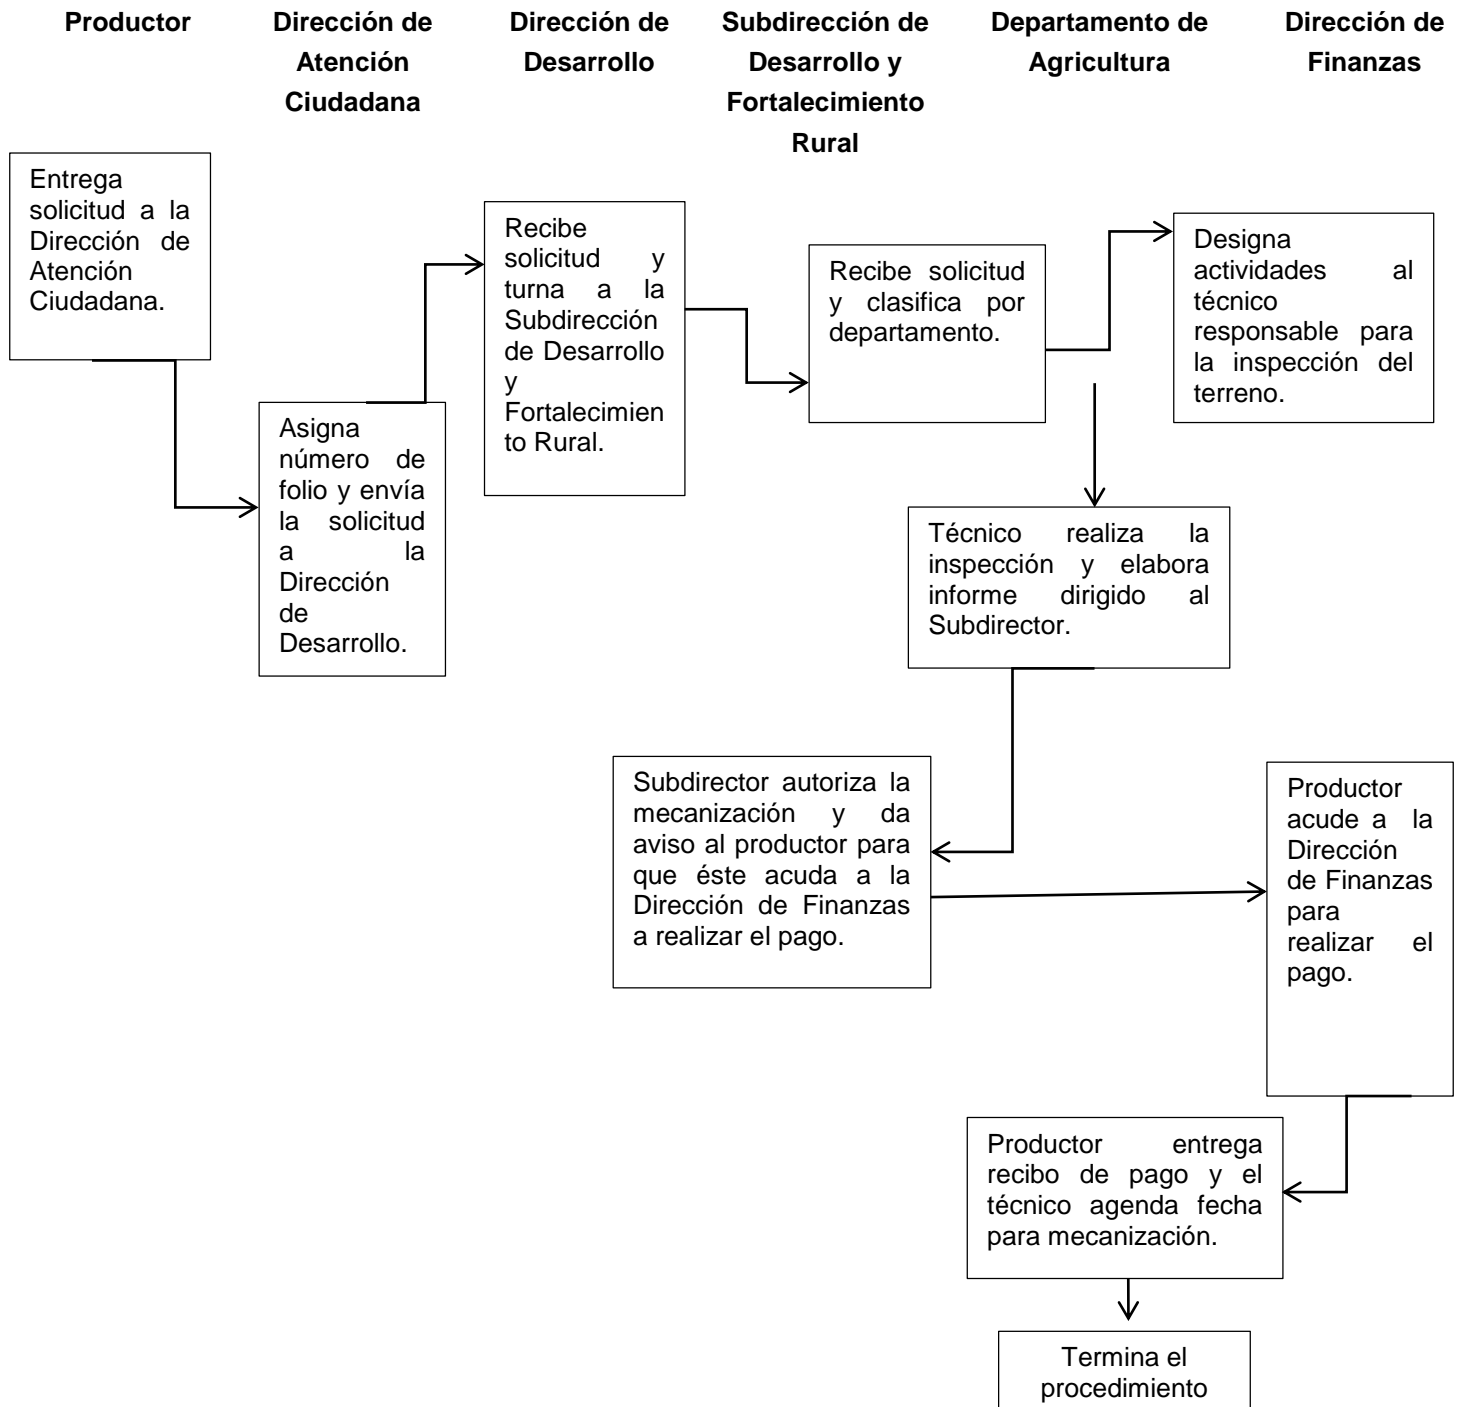 Productor
Dirección de
Atención
Ciudadana
Dirección de
Desarrollo
Subdirección de
Desarrollo y
Fortalecimiento
Rural
Departamento de
Agricultura
Dirección de
Finanzas
Entrega
solicitud a la
Dirección de
Atención
Ciudadana.
Asigna
número de
folio y envía
la solicitud
a la
Dirección
de
Desarrollo.
Recibe
solicitud y
turna a la
Subdirección
de Desarrollo
y
Fortalecimien
to Rural.
Recibe solicitud
y clasifica por
departamento.
Designa
actividades al
técnico
responsable para
la inspección del
terreno.
Técnico realiza la
inspección y elabora
informe dirigido al
Subdirector.
Subdirector autoriza la
mecanización y da
aviso al productor para
que éste acuda a la
Dirección de Finanzas
a realizar el pago.
Productor
acude a la
Dirección
de Finanzas
para
realizar el
pago.
Productor entrega
recibo de pago y el
técnico agenda fecha
para mecanización.
Termina el
procedimiento